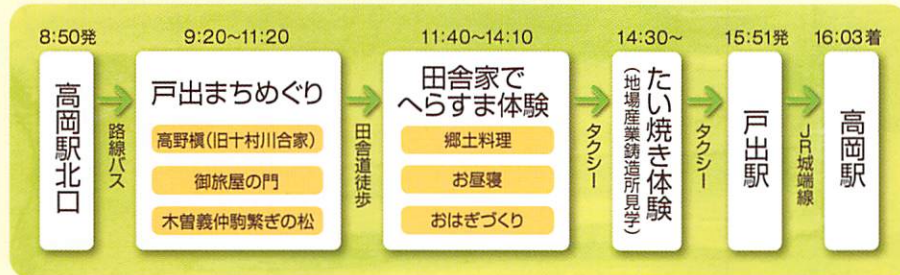 8:50発
高岡駅北口
路線バス
9:20〜11:20
戸出まちめぐり
高野槇(旧十村川合家)
御旅屋の門
木曽義仲駒繋ぎの松
田舎道徒歩
11:40〜14:10
田舎家で
へらすま体験
郷土料理
お昼寝
おはぎづくり
タクシー
14:30〜
たい焼き体験
(地場産業鋳造所見学)
タクシー
15:51発
戸出駅
JR城端線
16:03着
高岡駅